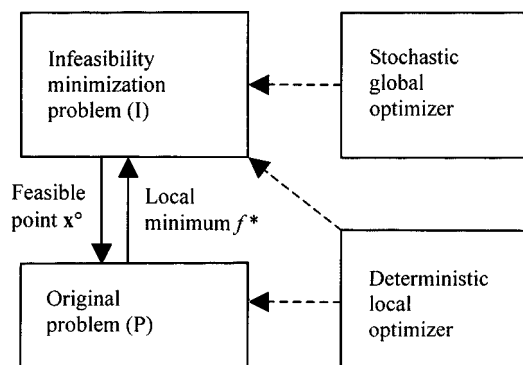 Infeasibility
minimization
problem (I)
Stochastic
global
optimizer
Feasible
point x°
Local
minimum f*
Original
problem (P)
Deterministic
local
optimizer